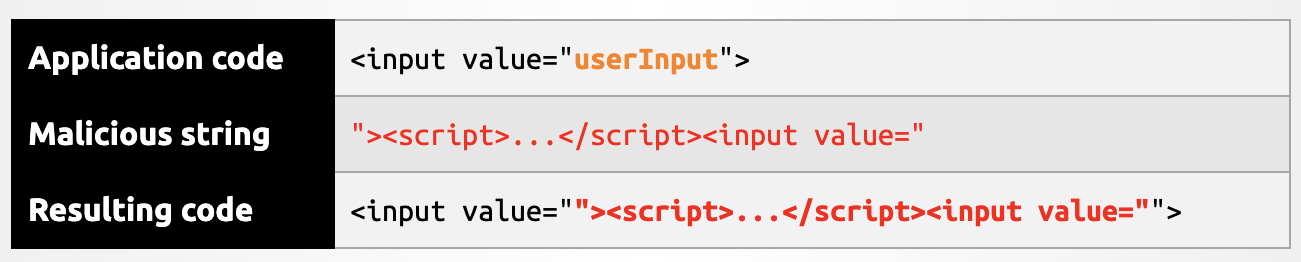 Application code <input value="userInput">
Malicious string "><script>...</script><input value="
Resulting code <input value=""><script>...</script><input value="">